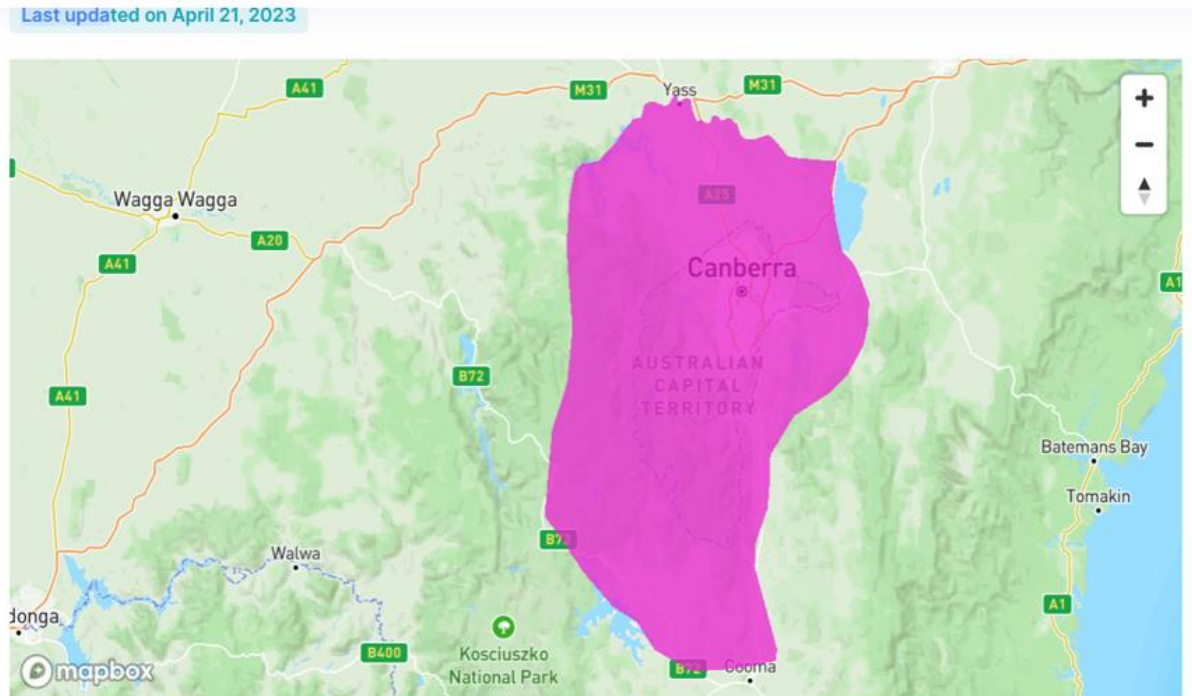 Last updated on April 21, 2023
A41
M31
Yass
M31
+
−
Wagga Wagga
A25
A20
A41
Canberra
A1
B72
AUSTRALIAN
CAPITAL
TERRITORY
A41
Batemans Bay
Tomakin
B72
Walwa
donga
A1
Kosciuszko
National Park
B400
B72
Cooma
mapbox